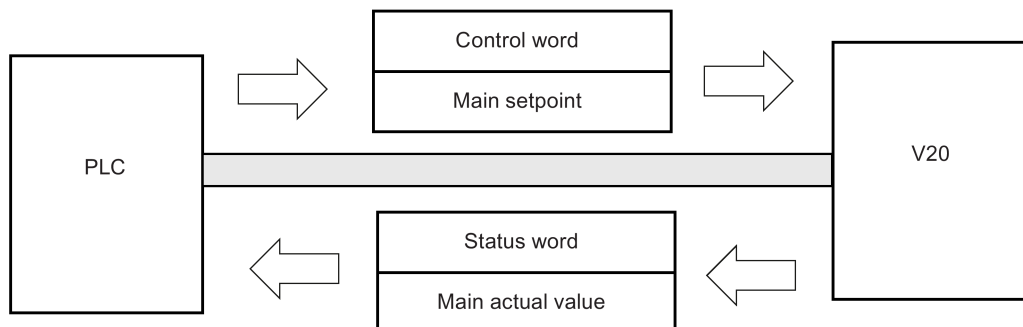 Control word
Main setpoint
PLC
V20
Status word
Main actual value